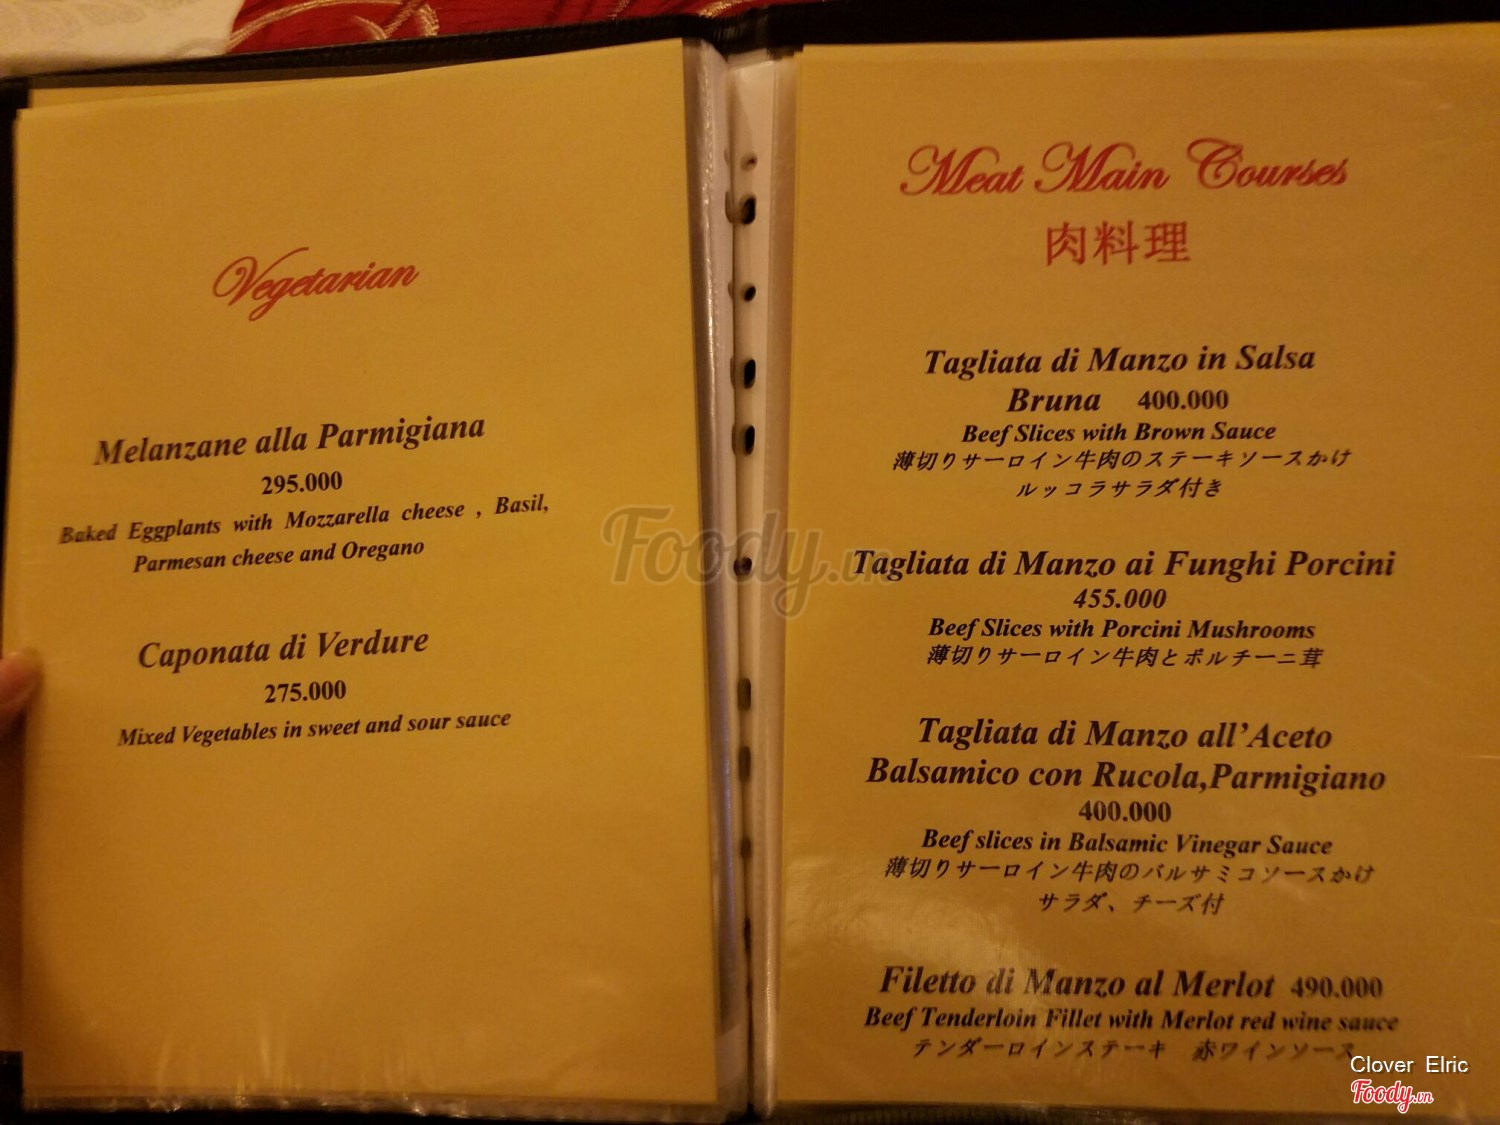 Vegetarian
Melanzane alla Parmigiana
295.000
Baked Eggplants with Mozzarella cheese , Basil,
Parmesan cheese and Oregano
Caponata di Verdure
275.000
Mixed Vegetables in sweet and sour sauce
Meat Main Courses
肉料理
Tagliata di Manzo in Salsa
Bruna 400.000
Beef Slices with Brown Sauce
薄切りサーロイン牛肉のステーキソースかけ
ルッコラサラダ付き
Tagliata di Manzo ai Funghi Porcini
455.000
Beef Slices with Porcini Mushrooms
薄切りサーロイン牛肉とポルチーニ茸
Tagliata di Manzo all'Aceto
Balsamico con Rucola,Parmigiano
400.000
Beef slices in Balsamic Vinegar Sauce
薄切りサーロイン牛肉のバルサミコソースかけ
サラダ、チーズ付
Filetto di Manzo al Merlot 490.000
Beef Tenderloin Fillet with Merlot red wine sauce
テンダーロインステーキ 赤ワインソース
Foody.vn
Clover Elric
Foody.vn